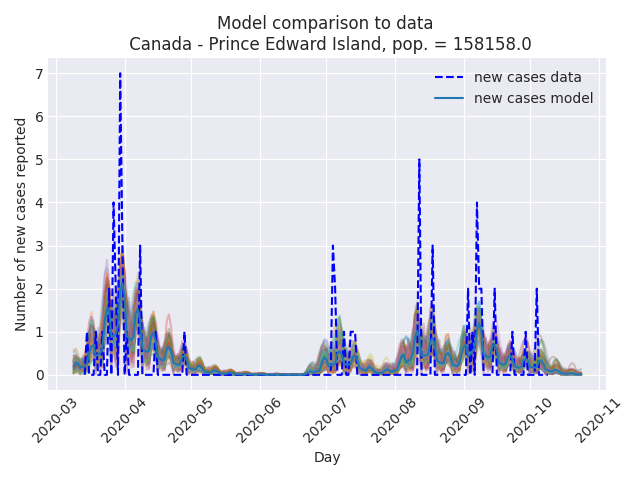 Model comparison to data
Canada - Prince Edward Island, pop. = 158158.0
new cases data
new cases model
Number of new cases reported
7
6
5
4
3
2
1
0
2020-03
2020-04
2020-05
2020-06
2020-07
2020-08
2020-09
2020-10
2020-11
Day